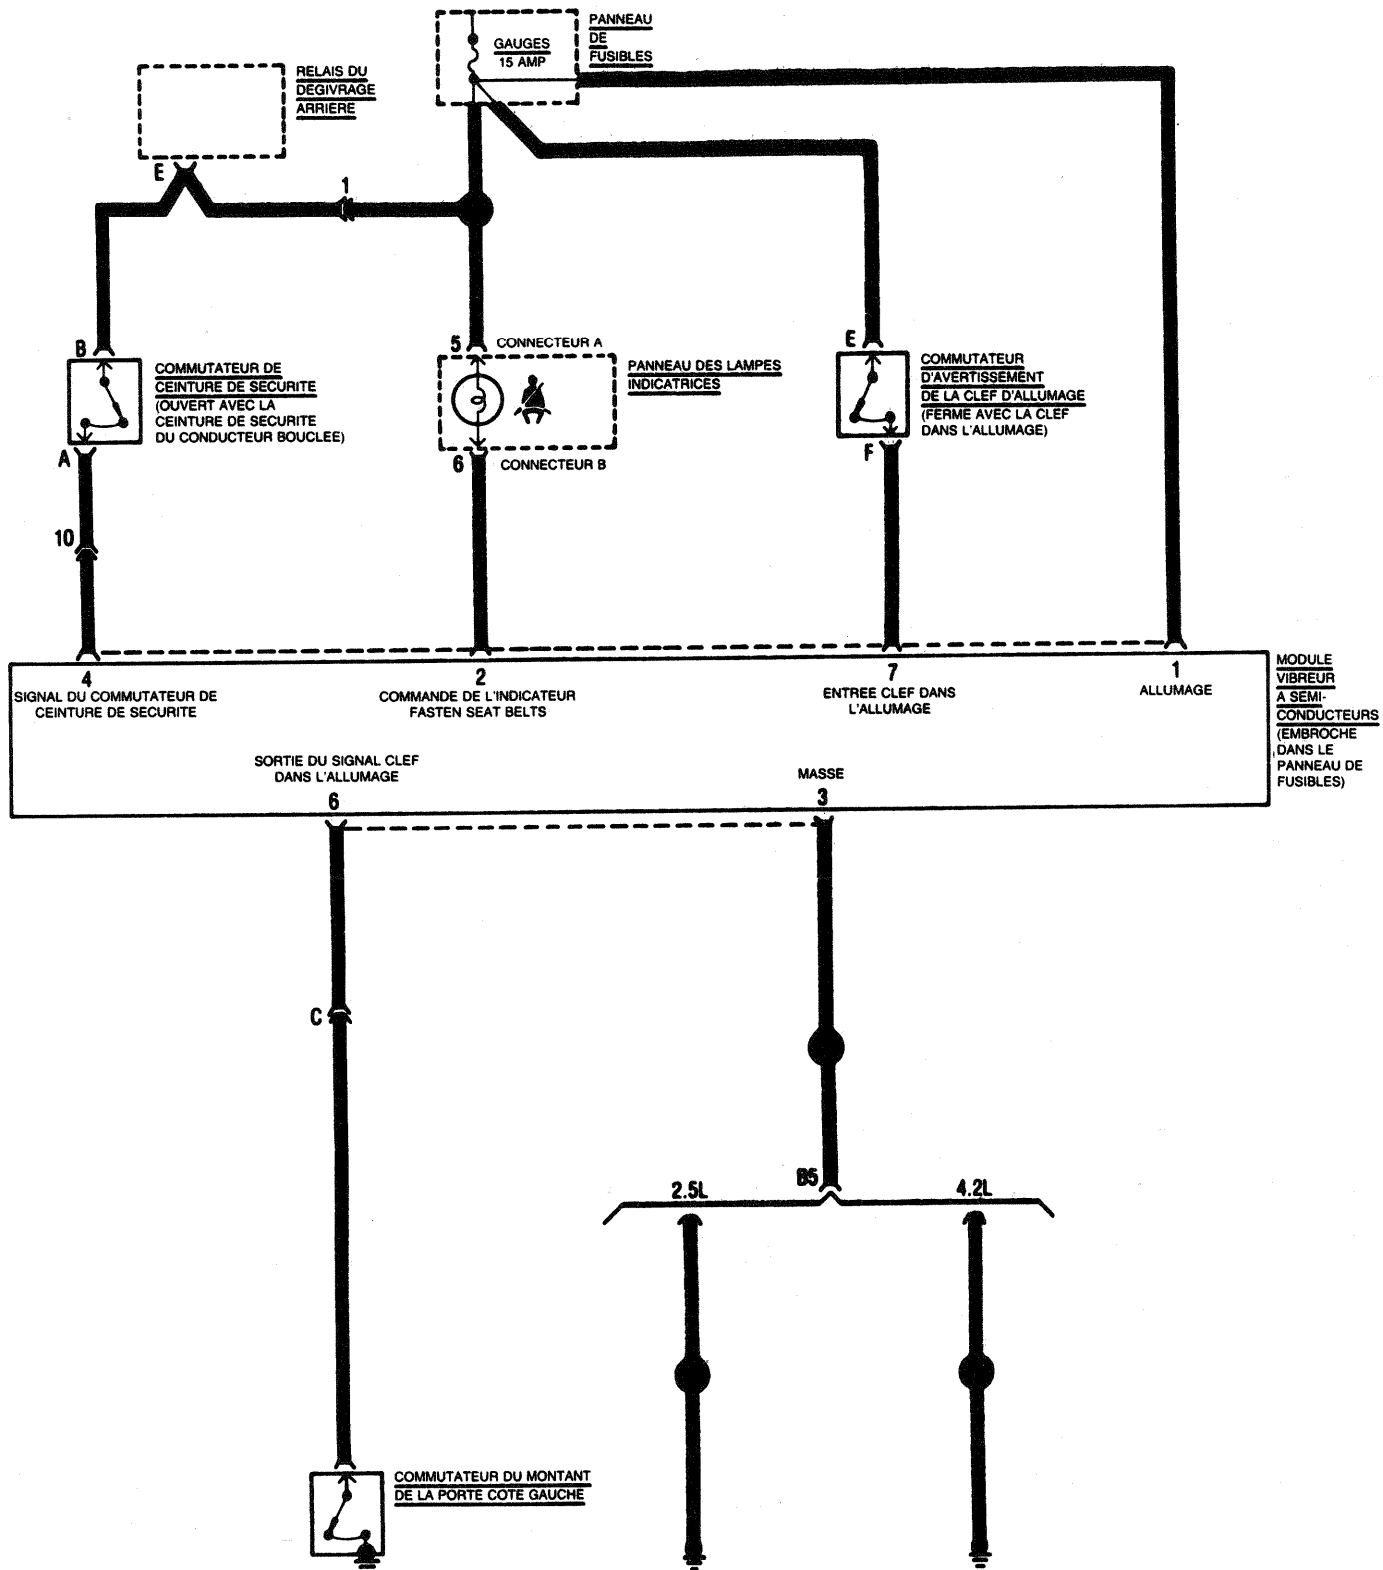 PANNEAU
DE
FUSIBLES
GAUGES
15 AMP
RELAIS DU
DEGIVRAGE
ARRIERE
E
1
B
COMMUTATEUR DE
CEINTURE DE SECURITE
(OUVERT AVEC LA
CEINTURE DE SECURITE
DU CONDUCTEUR BOUCLEE)
A
10
5
CONNECTEUR A
PANNEAU DES LAMPES
INDICATRICES
6
CONNECTEUR B
E
COMMUTATEUR
D'AVERTISSEMENT
DE LA CLEF D'ALLUMAGE
(FERME AVEC LA CLEF
DANS L'ALLUMAGE)
F
4
SIGNAL DU COMMUTATEUR DE
CEINTURE DE SECURITE
2
COMMANDE DE L'INDICATEUR
FASTEN SEAT BELTS
7
ENTREE CLEF DANS
L'ALLUMAGE
1
ALLUMAGE
MODULE
VIBREUR
A SEMI-
CONDUCTEURS
(EMBROCHE
DANS LE
PANNEAU DE
FUSIBLES)
SORTIE DU SIGNAL CLEF
DANS L'ALLUMAGE
6
MASSE
3
C
B5
2.5L
4.2L
COMMUTATEUR DU MONTANT
DE LA PORTE COTE GAUCHE